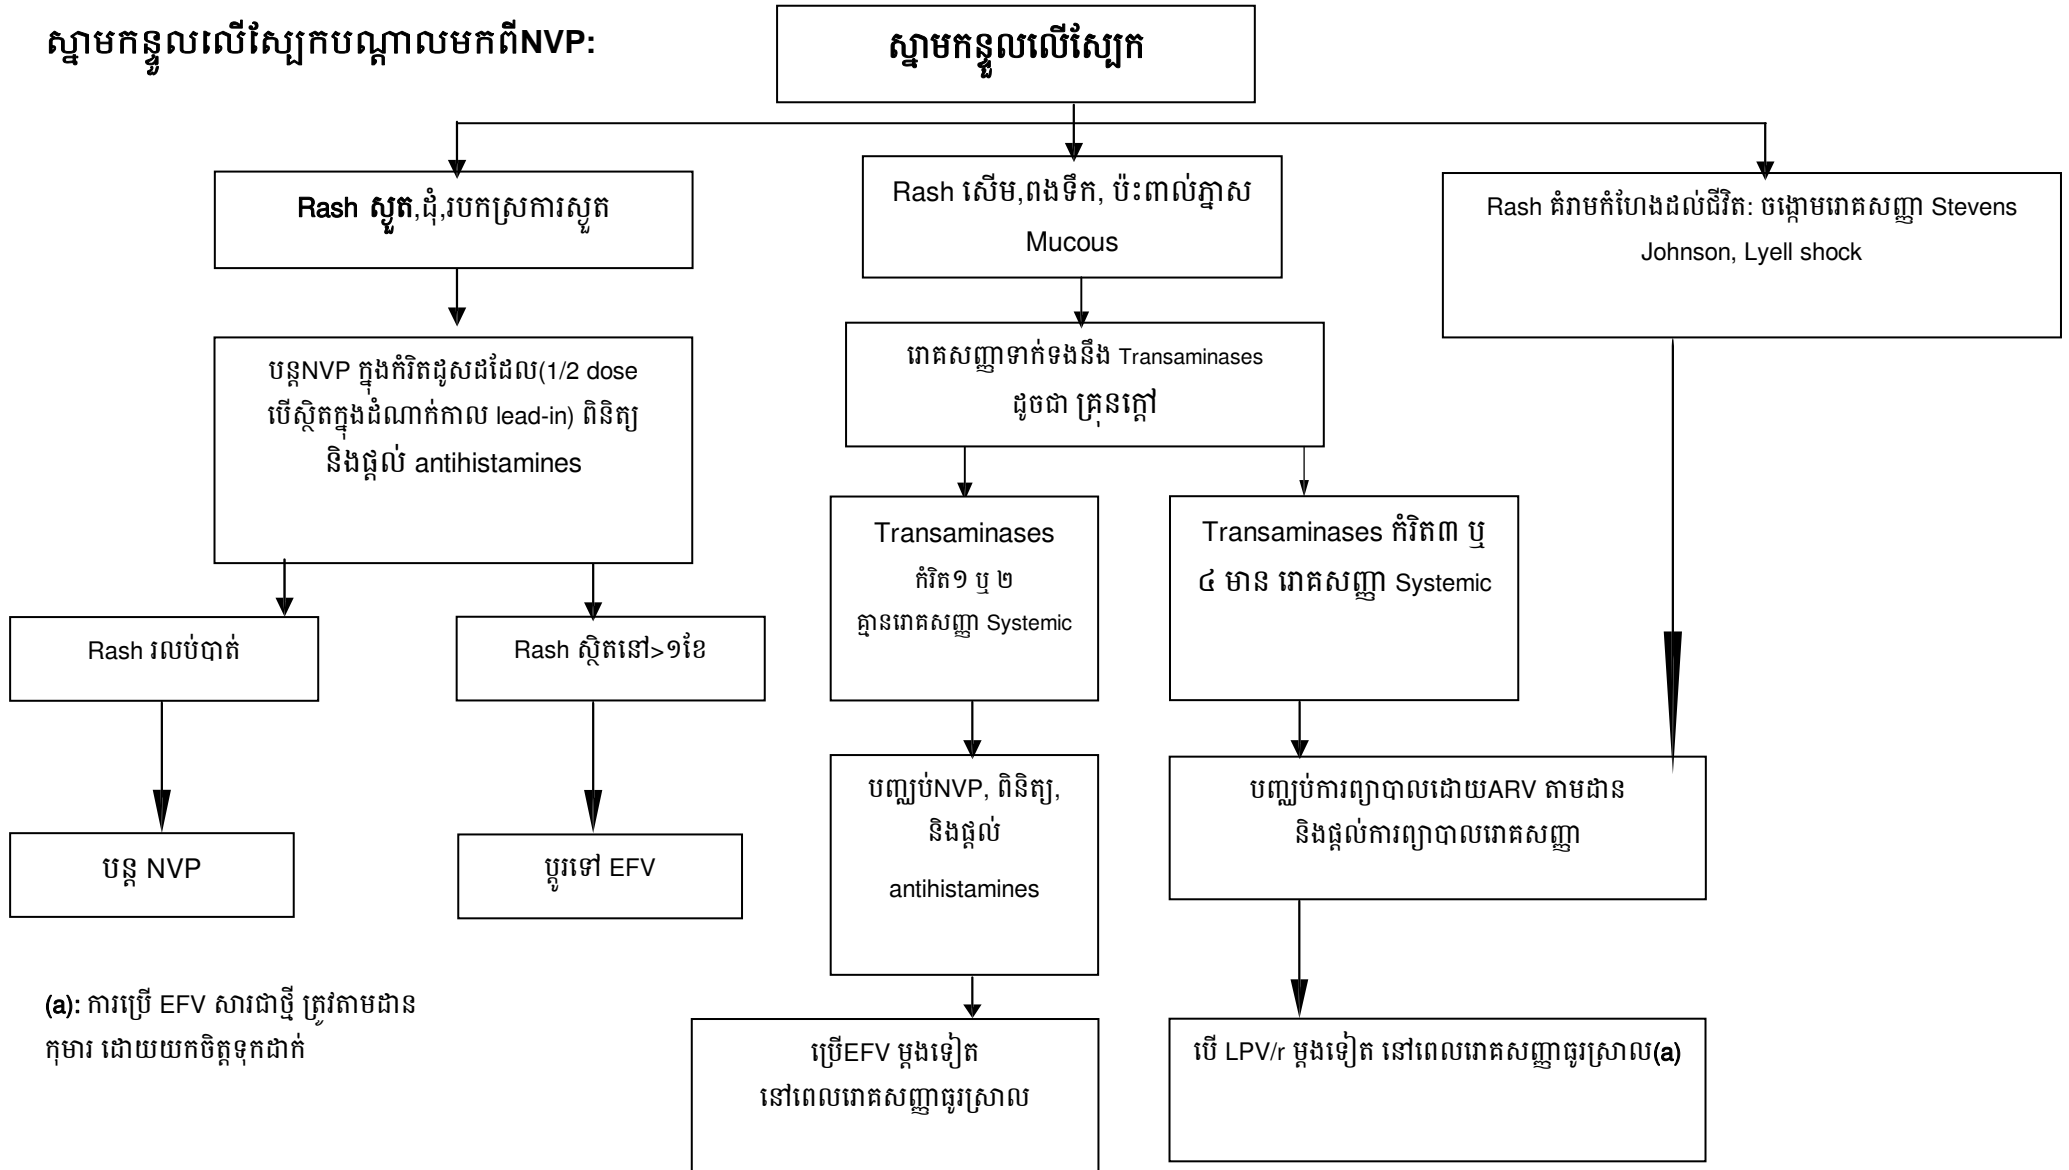 ស្នាមកន្ទួលលើស្បែកបណ្តាលមកពីNVP:
ស្នាមកន្ទួលលើស្បែក
Rash ស្ងួត,ដុំ,របកស្រការស្ងួត
Rash សើម,ពងទឹក, ប៉ះពាល់ភ្នាស
Mucous
Rash គំរាមកំហែងដល់ជីវិត: ចង្កោមរោគសញ្ញា Stevens
Johnson, Lyell shock
បន្តNVP ក្នុងកំរិតដូសដដែល(1/2 dose
បើស្ថិតក្នុងដំណាក់កាល lead-in) ពិនិត្យ
និងផ្តល់ antihistamines
រោគសញ្ញាទាក់ទងនឹង Transaminases
ដូចជា គ្រុនក្តៅ
Transaminases
កំរិត១ ឬ ២
គ្មានរោគសញ្ញា Systemic
Transaminases កំរិត៣ ឬ
៤ មាន រោគសញ្ញា Systemic
Rash រលប់បាត់
Rash ស្ថិតនៅ>១ខែ
បញ្ឈប់NVP, ពិនិត្យ,
និងផ្តល់
antihistamines
បញ្ឈប់ការព្យាបាលដោយARV តាមដាន
និងផ្តល់ការព្យាបាលរោគសញ្ញា
បន្ត NVP
ប្តូរទៅ EFV
(a): ការប្រើ EFV សារជាថ្មី ត្រូវតាមដាន
កុមារ ដោយយកចិត្តទុកដាក់
ប្រើEFV ម្តងទៀត
នៅពេលរោគសញ្ញាធូរស្រាល
បើ LPV/r ម្តងទៀត នៅពេលរោគសញ្ញាធូរស្រាល(a)